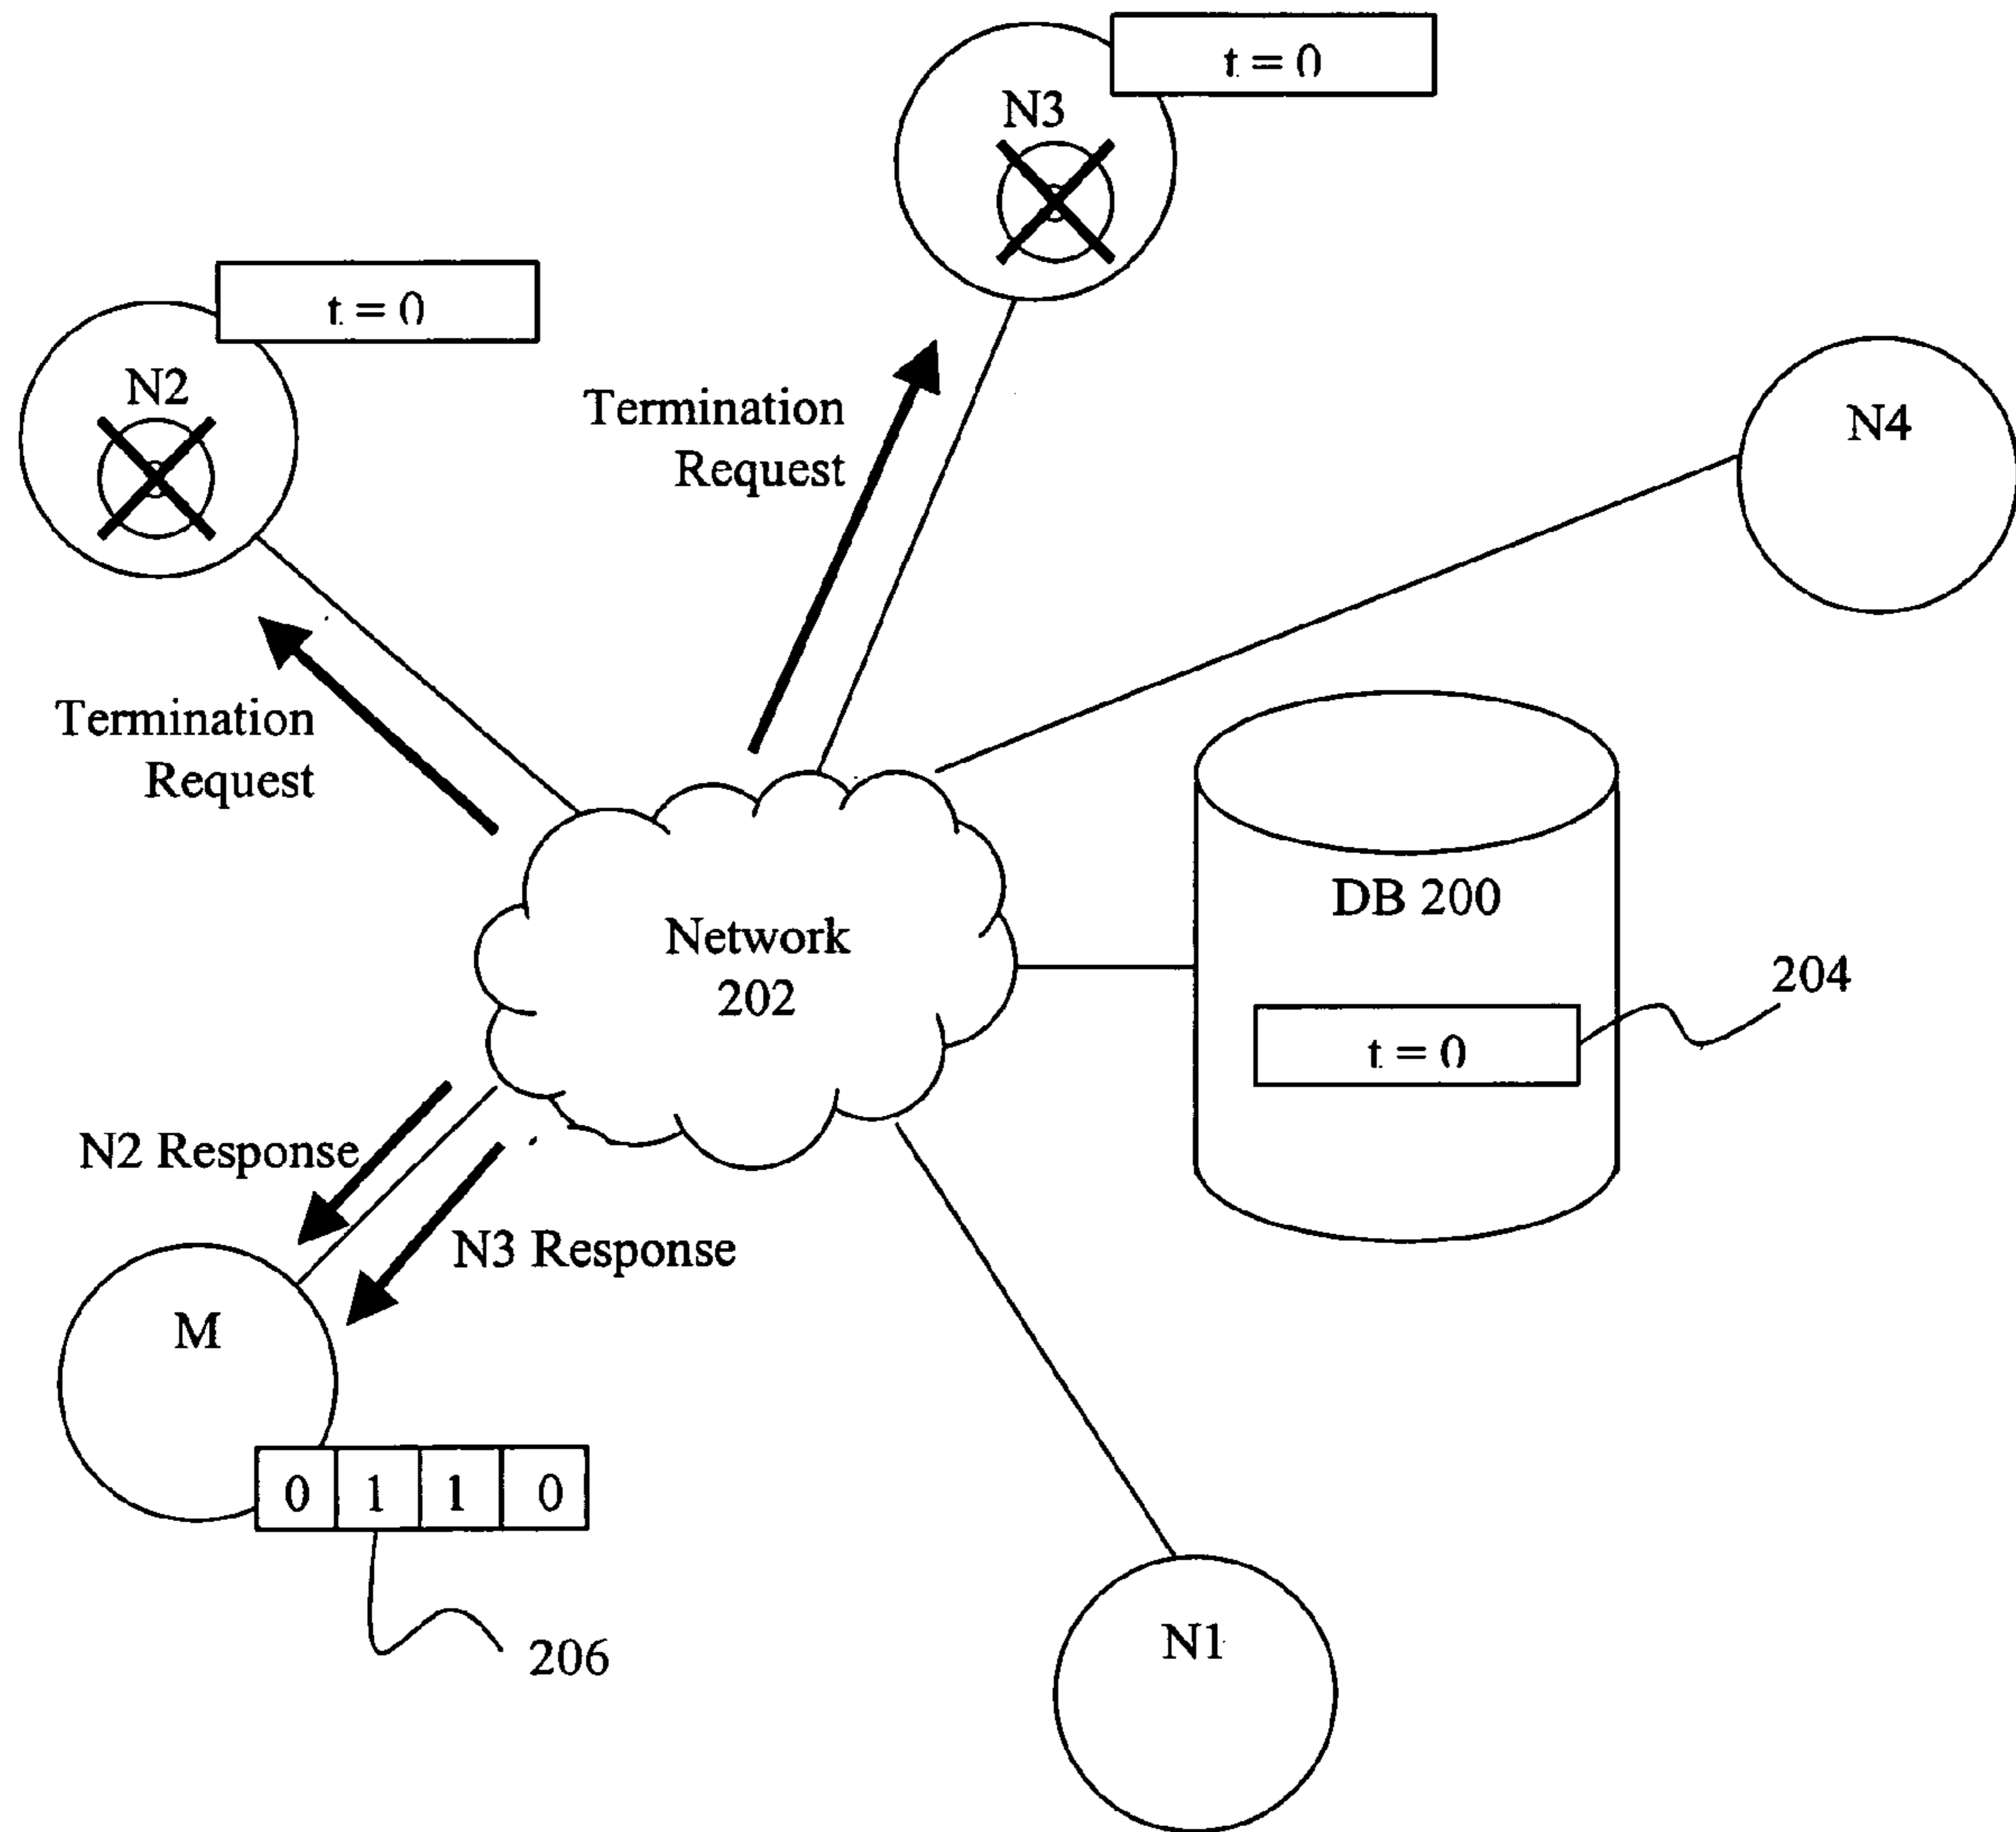 t = 0
N3
t = 0
N2
Termination
Request
N4
Termination
Request
DB 200
Network
202
204
t = 0
N2 Response
N3 Response
M
0 1 1 0
N1
206